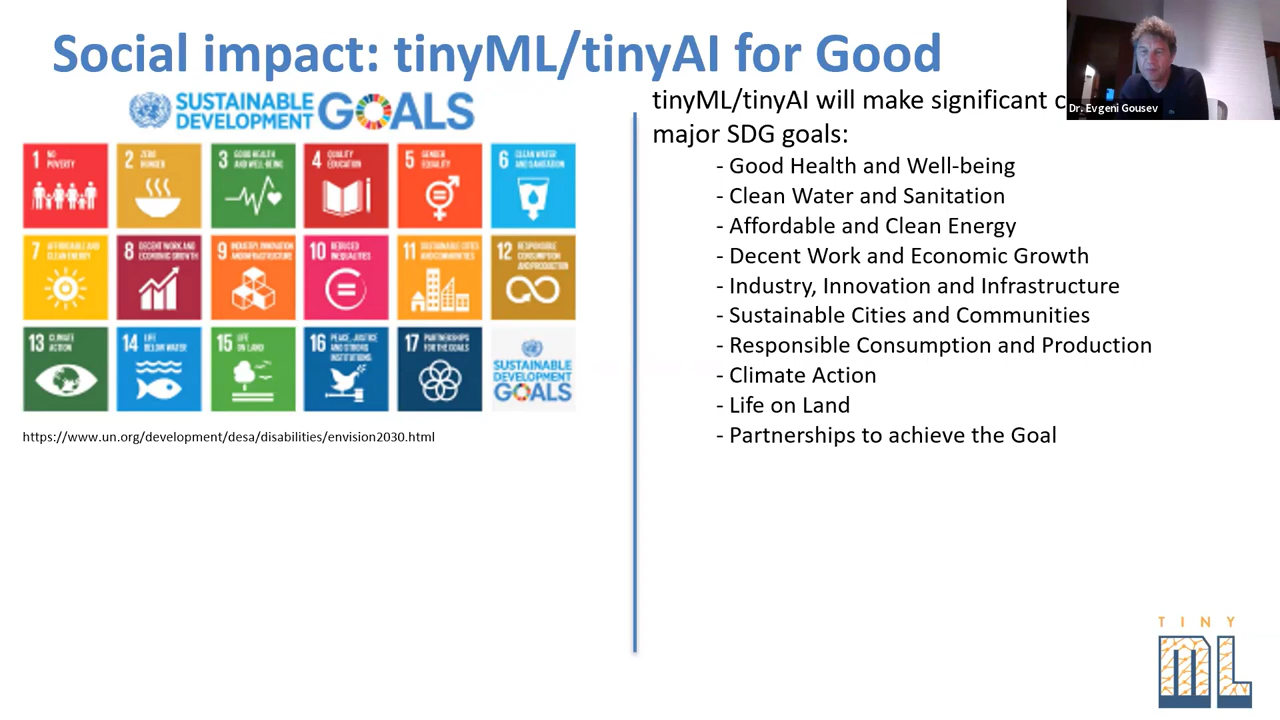 Social impact: tinyML/tinyAI for Good
SUSTAINABLE
DEVELOPMENT
GOALS
1 NO
POVERTY
2 ZERO
HUNGER
3 GOOD HEALTH
AND WELL-BEING
4 QUALITY
EDUCATION
5 GENDER
EQUALITY
6 CLEAN WATER
AND SANITATION
7 AFFORDABLE AND
CLEAN ENERGY
8 DECENT WORK AND
ECONOMIC GROWTH
9 INDUSTRY, INNOVATION
AND INFRASTRUCTURE
10 REDUCED
INEQUALITIES
11 SUSTAINABLE CITIES
AND COMMUNITIES
12 RESPONSIBLE
CONSUMPTION
AND PRODUCTION
13 CLIMATE
ACTION
14 LIFE
BELOW WATER
15 LIFE
ON LAND
16 PEACE, JUSTICE
AND STRONG
INSTITUTIONS
17 PARTNERSHIPS
FOR THE GOALS
SUSTAINABLE
DEVELOPMENT
GOALS
https://www.un.org/development/desa/disabilities/envision2030.html
tinyML/tinyAI will make significant
major SDG goals:
- Good Health and Well-being
- Clean Water and Sanitation
- Affordable and Clean Energy
- Decent Work and Economic Growth
- Industry, Innovation and Infrastructure
- Sustainable Cities and Communities
- Responsible Consumption and Production
- Climate Action
- Life on Land
- Partnerships to achieve the Goal
Dr. Evgeni Gousev
TINY
ML